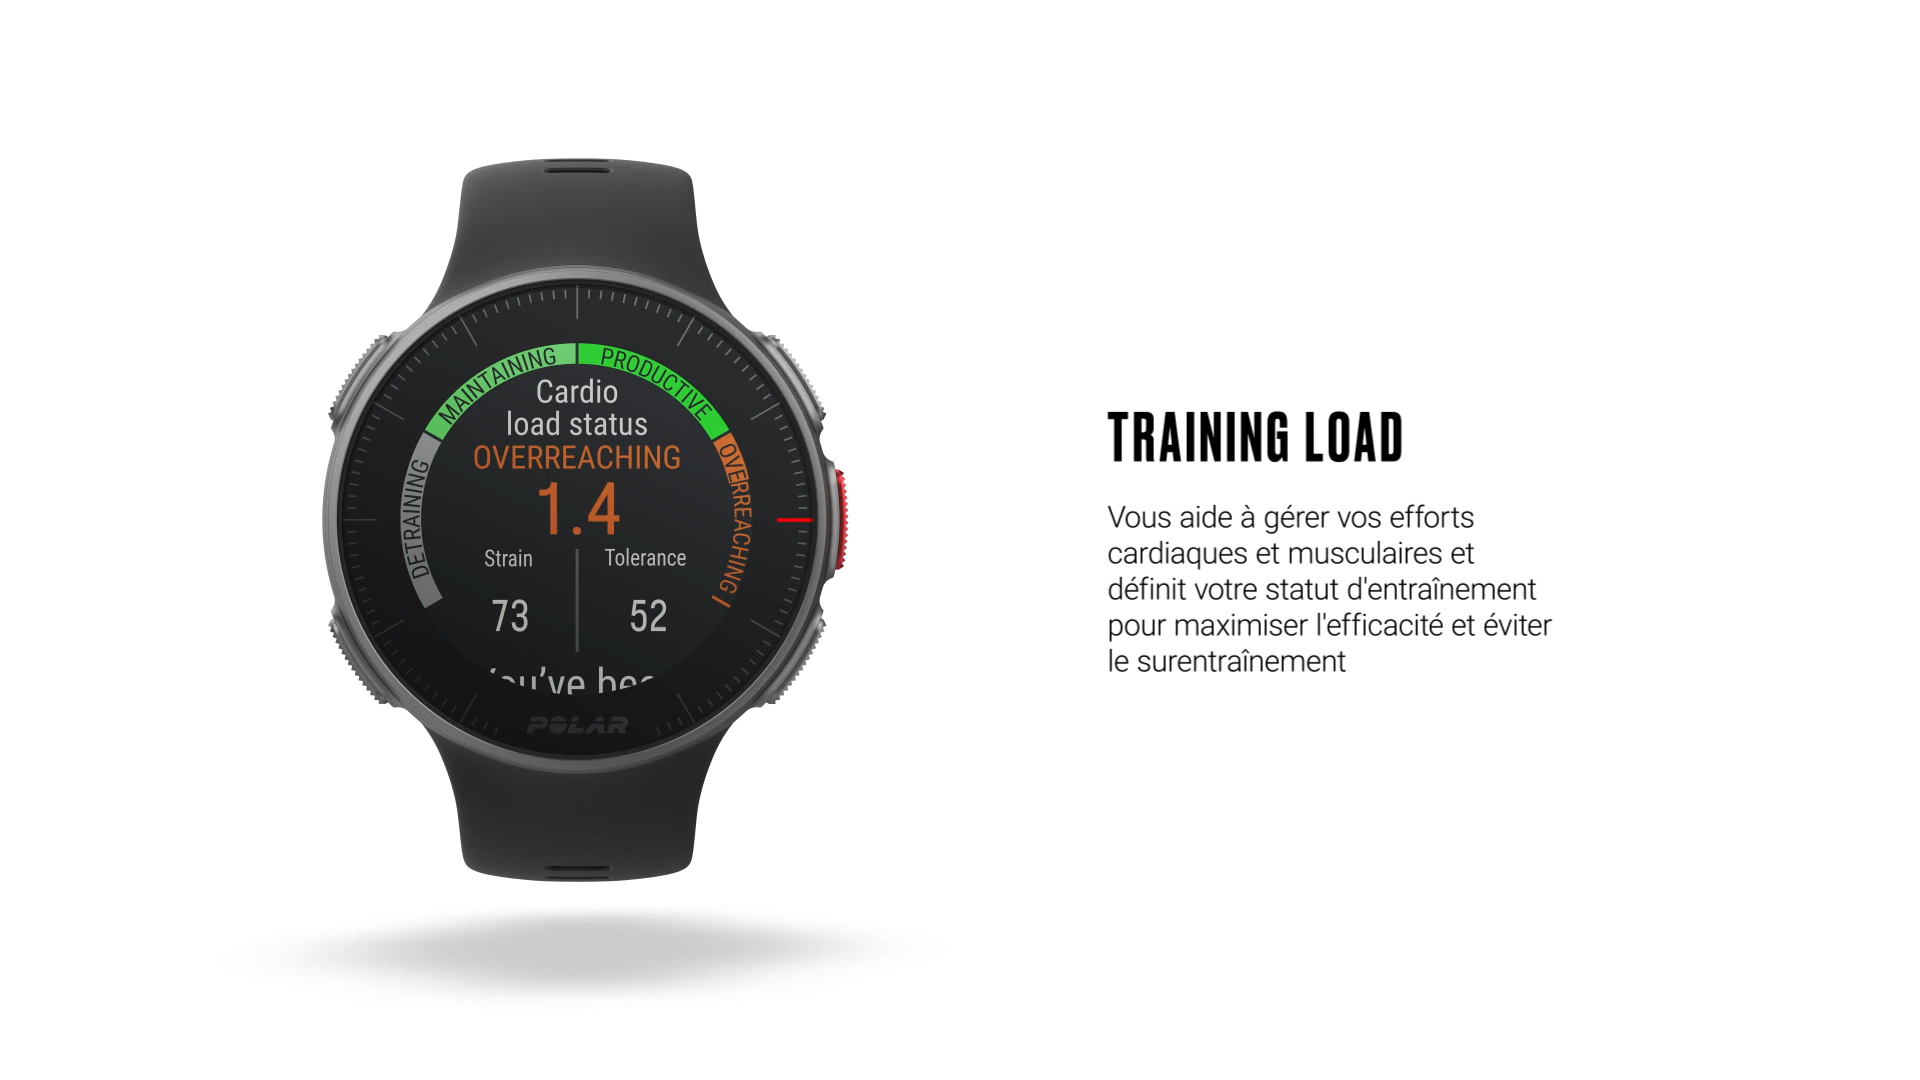 MAINTAINING
PRODUCTIVE
DETRAINING
OVERREACHING
Cardio
load status
OVERREACHING
1.4
Strain
Tolerance
73
52
POLAR
TRAINING LOAD
Vous aide à gérer vos efforts
cardiaques et musculaires et
définit votre statut d'entraînement
pour maximiser l'efficacité et éviter
le surentraînement